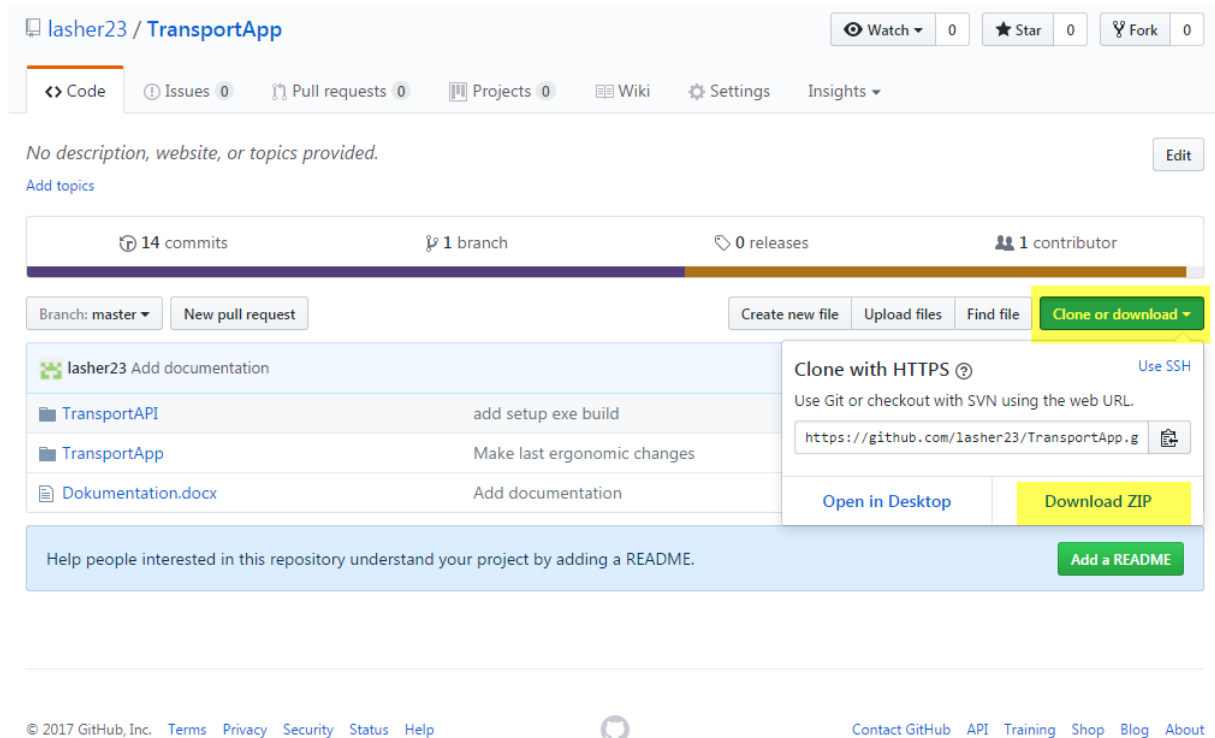 lasher23 / TransportApp
Watch 0 Star 0 Fork 0
Code Issues 0 Pull requests 0 Projects 0 Wiki Settings Insights
No description, website, or topics provided.
Edit
Add topics
14 commits 1 branch 0 releases 1 contributor
Branch: master New pull request Create new file Upload files Find file Clone or download
lasher23 Add documentation
TransportAPI add setup exe build
TransportApp Make last ergonomic changes
Dokumentation.docx Add documentation
Clone with HTTPS ? Use SSH
Use Git or checkout with SVN using the web URL.
https://github.com/lasher23/TransportApp.g
Open in Desktop Download ZIP
Help people interested in this repository understand your project by adding a README. Add a README
© 2017 GitHub, Inc. Terms Privacy Security Status Help Contact GitHub API Training Shop Blog About